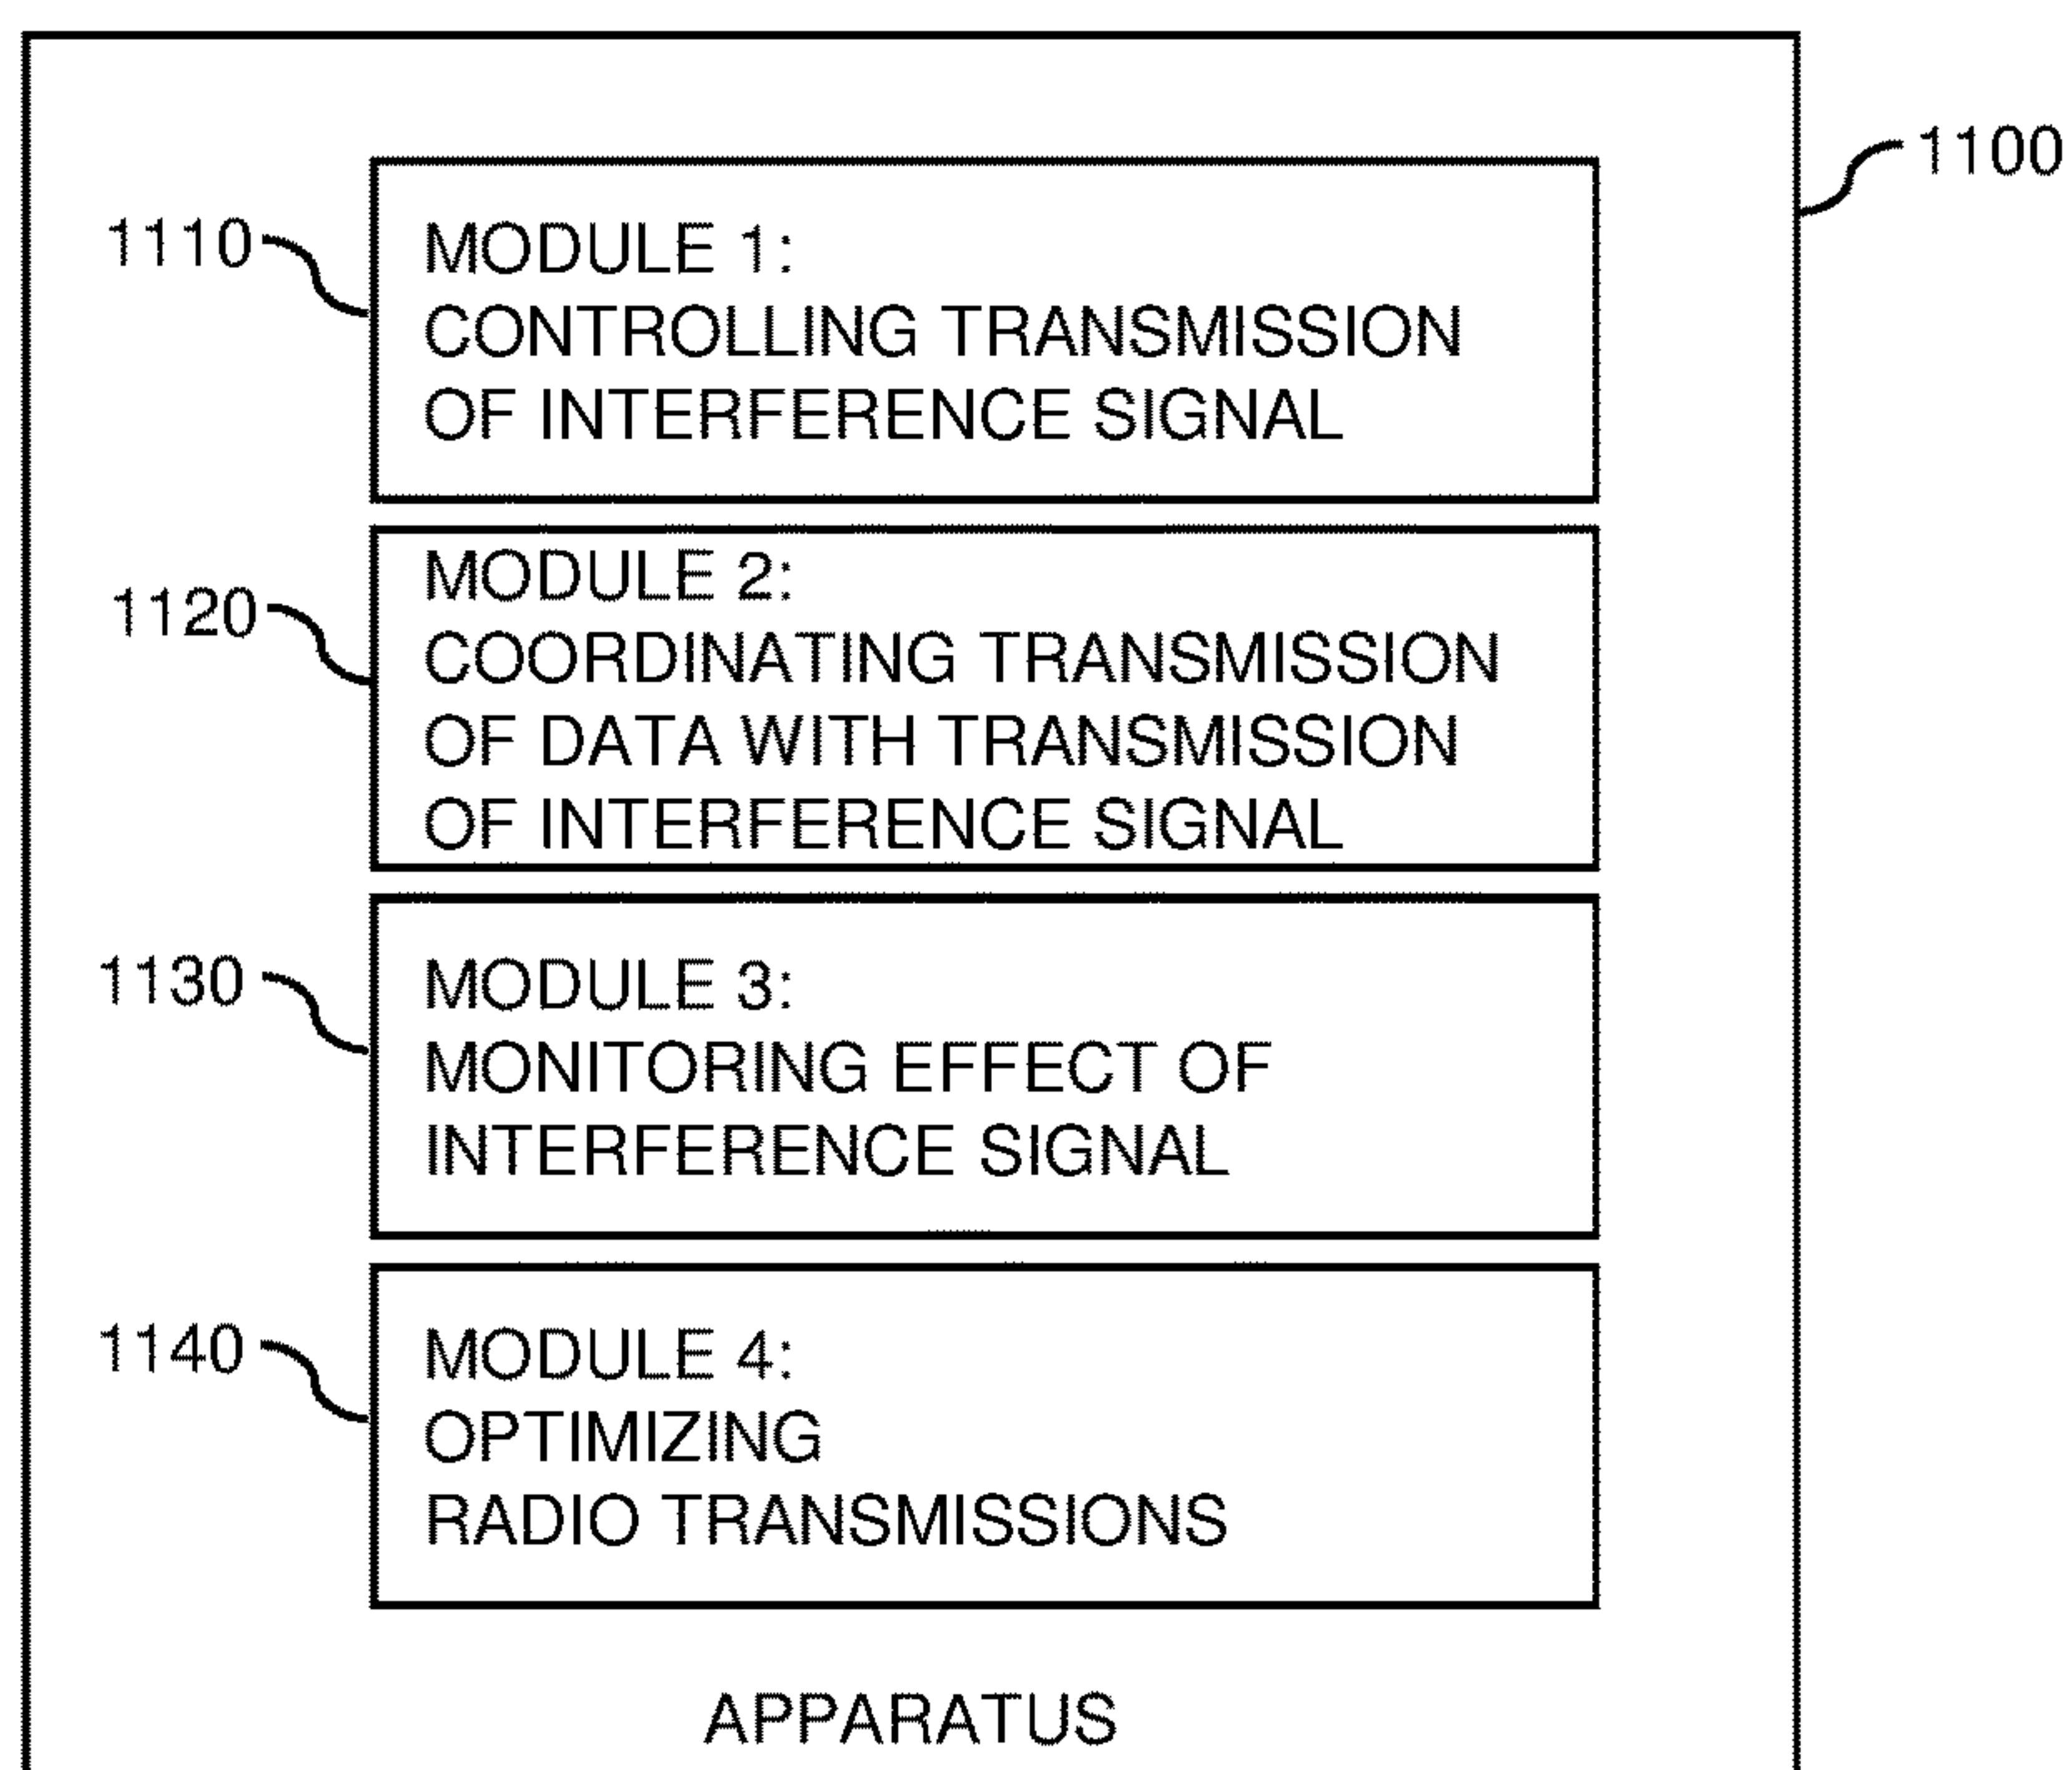 1100
1110
MODULE 1:
CONTROLLING TRANSMISSION
OF INTERFERENCE SIGNAL
1120
MODULE 2:
COORDINATING TRANSMISSION
OF DATA WITH TRANSMISSION
OF INTERFERENCE SIGNAL
1130
MODULE 3:
MONITORING EFFECT OF
INTERFERENCE SIGNAL
1140
MODULE 4:
OPTIMIZING
RADIO TRANSMISSIONS
APPARATUS